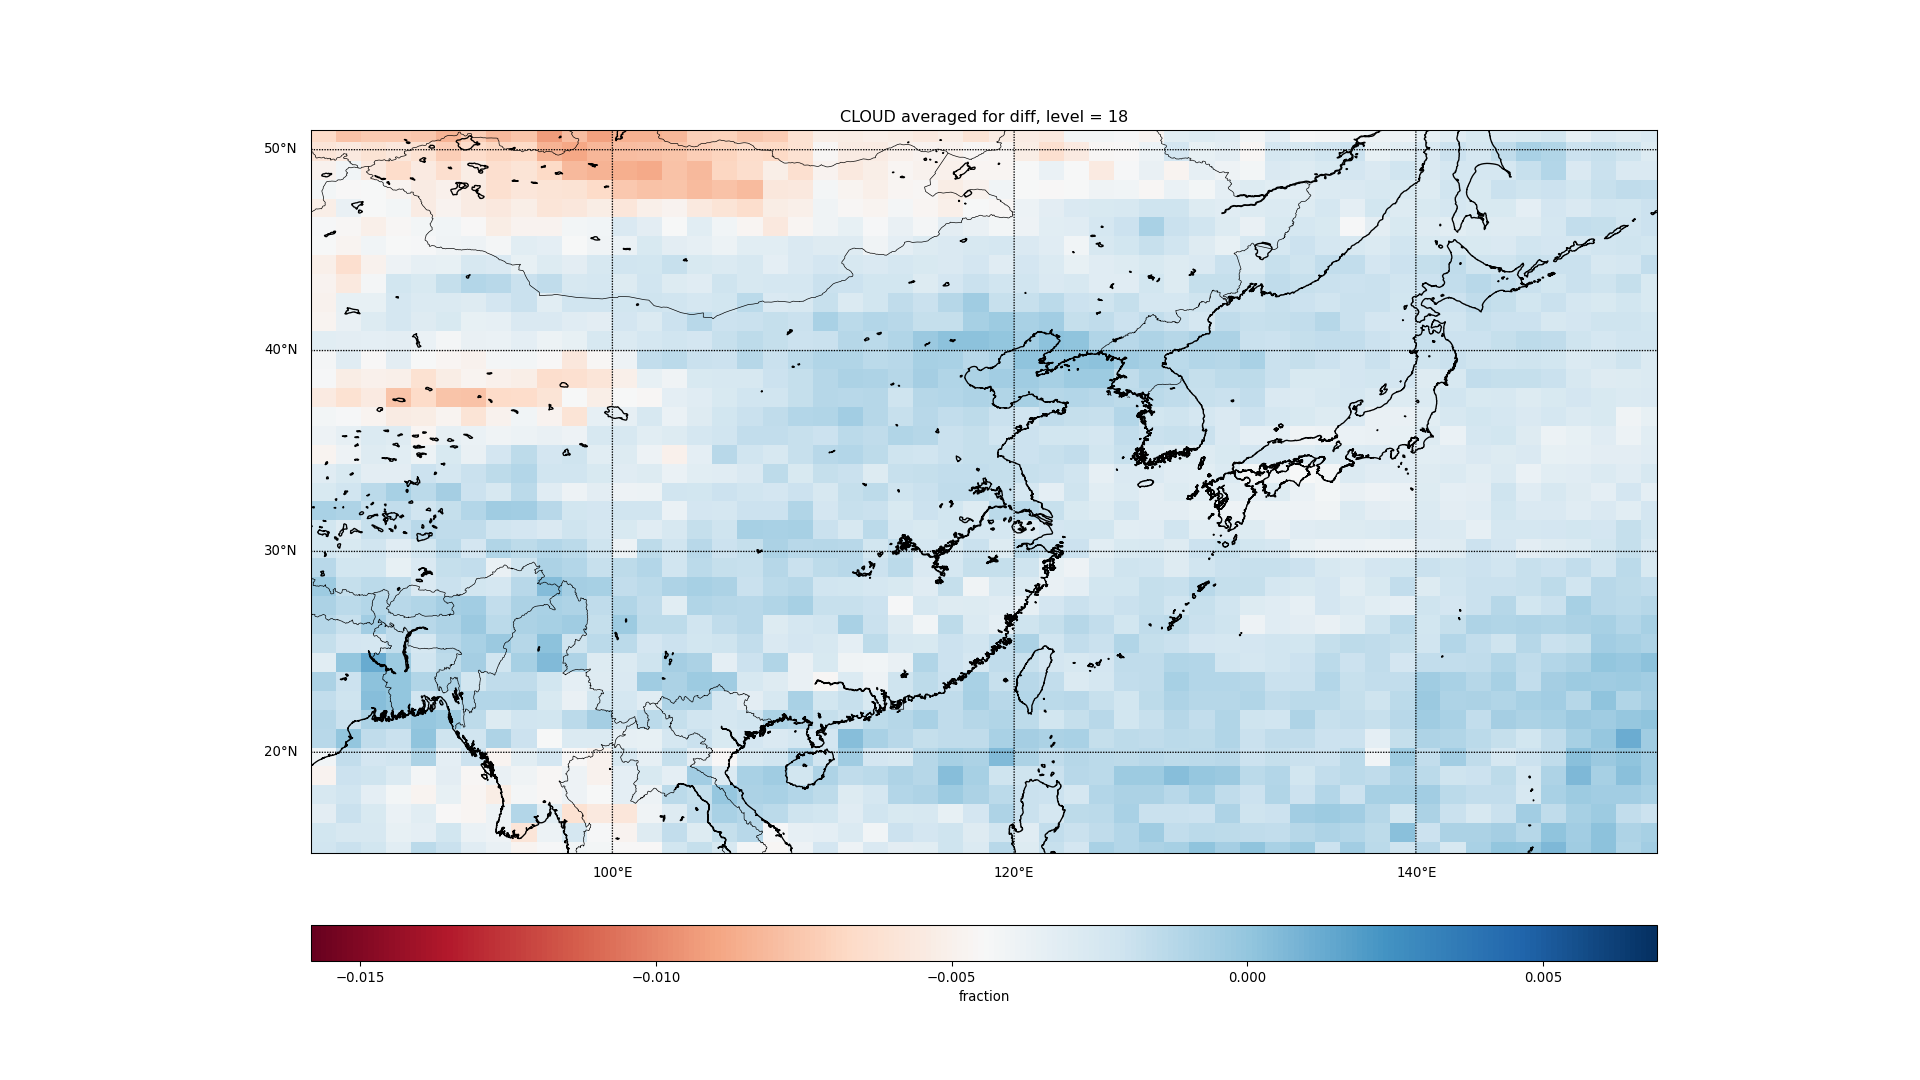 CLOUD averaged for diff, level = 18
50°N
40°N
30°N
20°N
100°E
120°E
140°E
−0.015
−0.010
−0.005
0.000
0.005
fraction